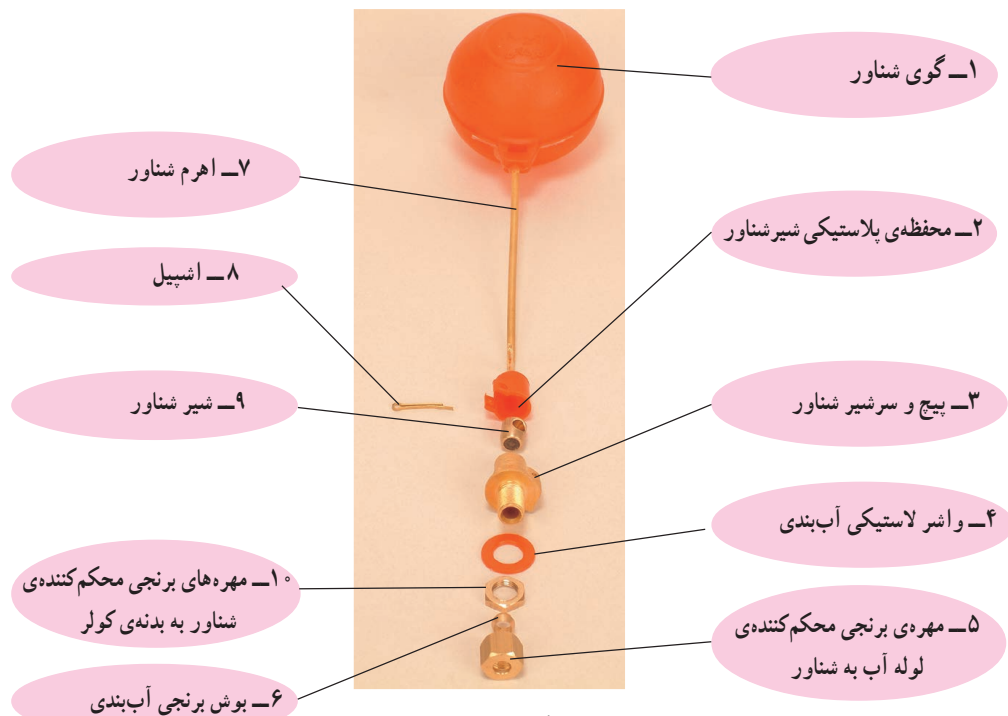 ۱ــ گوی شناور
۲ــ محفظه‌ی پلاستیکی شیرشناور
۳ــ پیچ و سرشیر شناور
۴ــ واشر لاستیکی آب‌بندی
۵ــ مهره‌ی برنجی محکم‌کننده‌ی
لوله آب به شناور
۶ــ بوش برنجی آب‌بندی
۷ــ اهرم شناور
۸ــ اشپیل
۹ــ شیر شناور
۱۰ــ مهره‌های برنجی محکم‌کننده‌ی
شناور به بدنه‌ی کولر